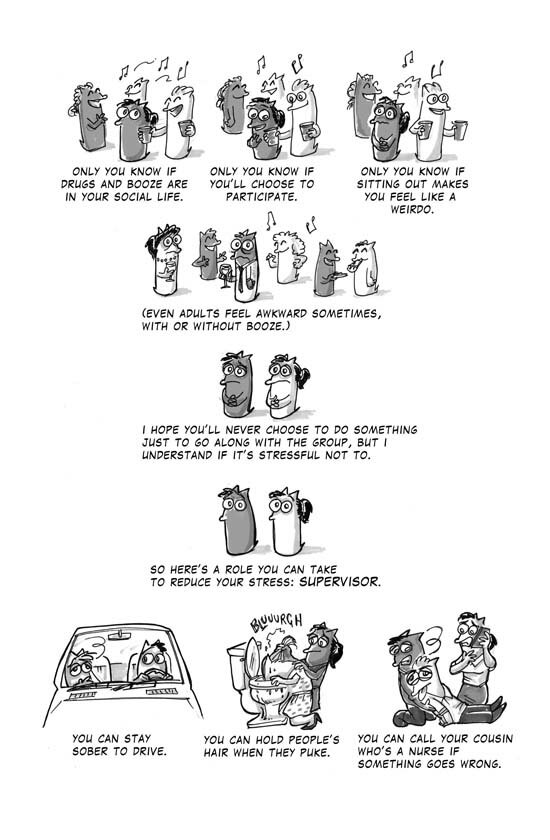 ONLY YOU KNOW IF
DRUGS AND BOOZE ARE
IN YOUR SOCIAL LIFE.
ONLY YOU KNOW IF
YOU'LL CHOOSE TO
PARTICIPATE.
ONLY YOU KNOW IF
SITTING OUT MAKES
YOU FEEL LIKE A
WEIRDO.
(EVEN ADULTS FEEL AWKWARD SOMETIMES,
WITH OR WITHOUT BOOZE.)
I HOPE YOU'LL NEVER CHOOSE TO DO SOMETHING
JUST TO GO ALONG WITH THE GROUP, BUT I
UNDERSTAND IF IT'S STRESSFUL NOT TO.
SO HERE'S A ROLE YOU CAN TAKE
TO REDUCE YOUR STRESS: SUPERVISOR.
YOU CAN STAY
SOBER TO DRIVE.
BLUUURGH
YOU CAN HOLD PEOPLE'S
HAIR WHEN THEY PUKE.
YOU CAN CALL YOUR COUSIN
WHO'S A NURSE IF
SOMETHING GOES WRONG.